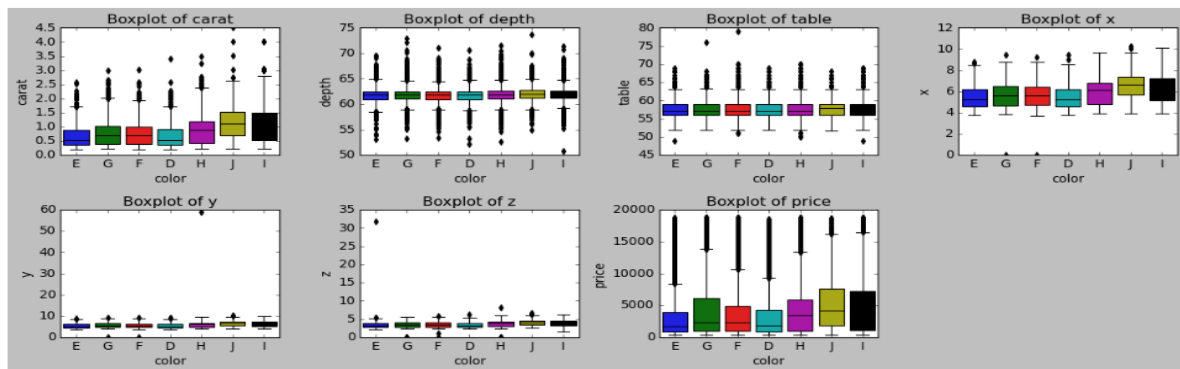 Boxplot of carat
4.5
4.0
3.5
3.0
2.5
2.0
1.5
1.0
0.5
0.0
carat
E G F D H J I
color
Boxplot of depth
75
70
65
60
55
50
depth
E G F D H J I
color
Boxplot of table
80
75
70
65
60
55
50
45
table
E G F D H J I
color
Boxplot of x
12
10
8
6
4
2
0
x
E G F D H J I
color
Boxplot of y
60
50
40
30
20
10
0
y
E G F D H J I
color
Boxplot of z
35
30
25
20
15
10
5
0
z
E G F D H J I
color
Boxplot of price
20000
15000
10000
5000
0
price
E G F D H J I
color